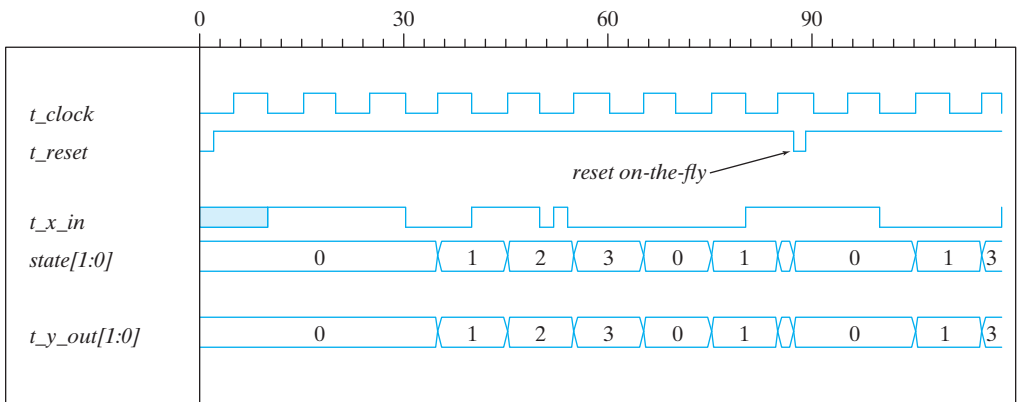 0 30 60 90
t_clock
t_reset
reset on-the-fly
t_x_in
state[1:0] 0 1 2 3 0 1 0 1 3
t_y_out[1:0] 0 1 2 3 0 1 0 1 3